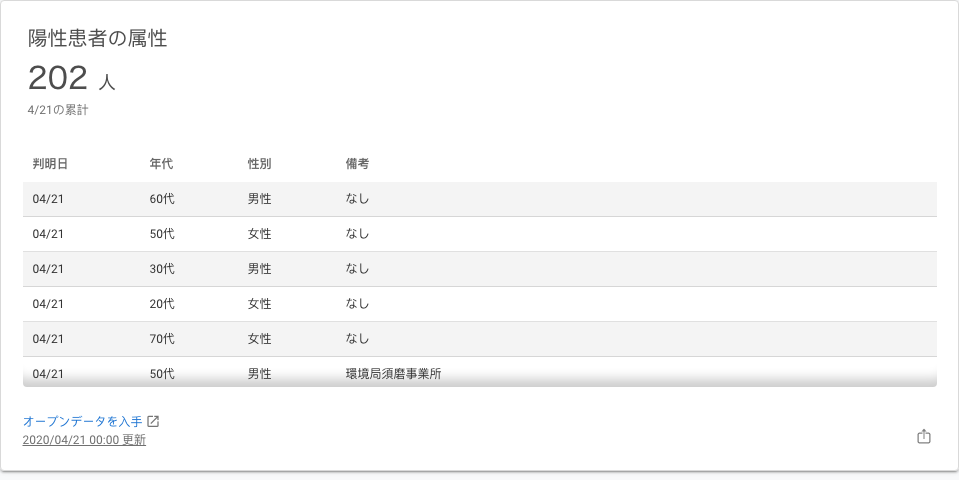 陽性患者の属性
202 人
4/21の累計
判明日 年代 性別 備考
04/21 60代 男性 なし
04/21 50代 女性 なし
04/21 30代 男性 なし
04/21 20代 女性 なし
04/21 70代 女性 なし
04/21 50代 男性 環境局須磨事業所
オープンデータを入手
2020/04/21 00:00 更新